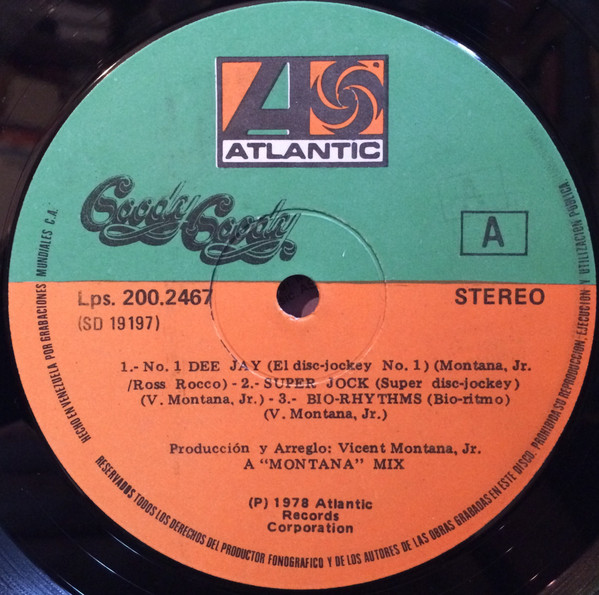 ATLANTIC
Goody Goody
A
Lps. 200.2467
STEREO
(SD 19197)
1.- No. 1 DEE JAY (El disc-jockey No. 1) (Montana, Jr.
/Ross Rocco) - 2.- SUPER JOCK (Super disc-jockey)
(V. Montana, Jr.) - 3.- BIO-RHYTHMS (Bio-ritmo)
(V. Montana, Jr.)
Producción y Arreglo: Vicent Montana, Jr.
A "MONTANA" MIX
(P) 1978 Atlantic
Records
Corporation
HECHO EN VENEZUELA POR GRABACIONES MUNDIALES C.A.
RESERVADOS TODOS LOS DERECHOS DEL PRODUCTOR FONOGRAFICO Y DE LOS AUTORES DE LAS OBRAS GRABADAS EN ESTE DISCO. PROHIBIDA SU REPRODUCCION, EJECUCION Y UTILIZACION PÚBLICA.